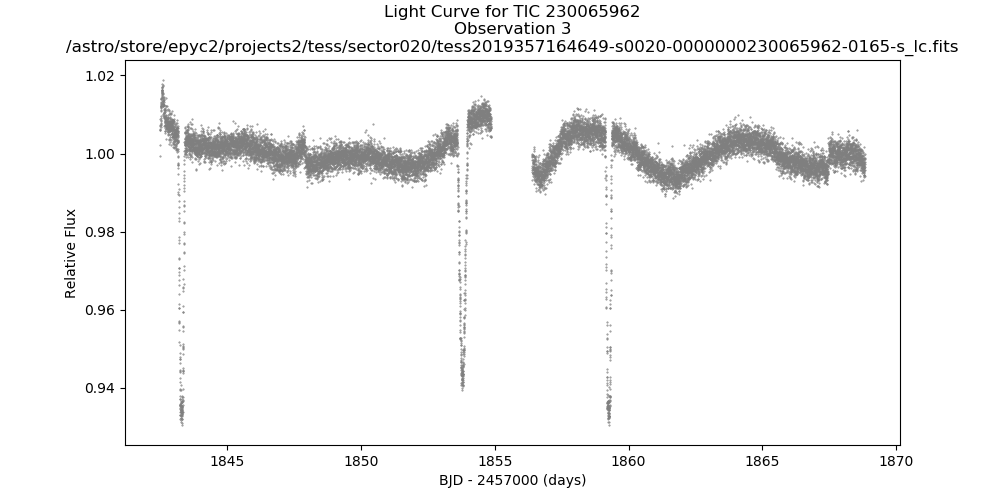 Light Curve for TIC 230065962
Observation 3
/astro/store/epyc2/projects2/tess/sector020/tess2019357164649-s0020-0000000230065962-0165-s_lc.fits
1.02
1.00
0.98
0.96
0.94
Relative Flux
1845
1850
1855
1860
1865
1870
BJD - 2457000 (days)